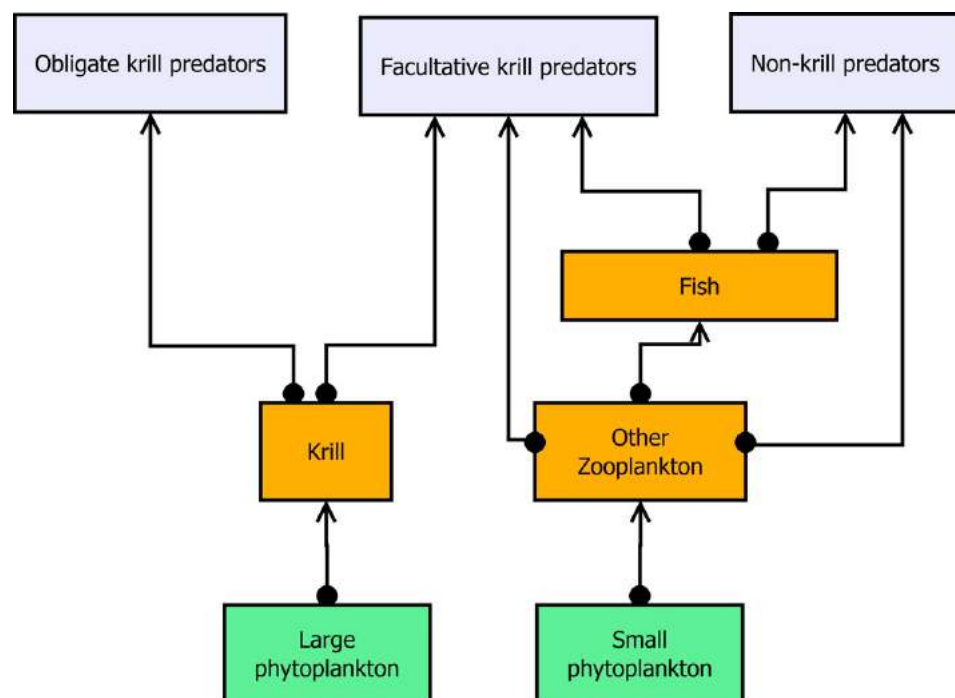 Obligate krill predators
Facultative krill predators
Non-krill predators
Fish
Krill
Other
Zooplankton
Large
phytoplankton
Small
phytoplankton